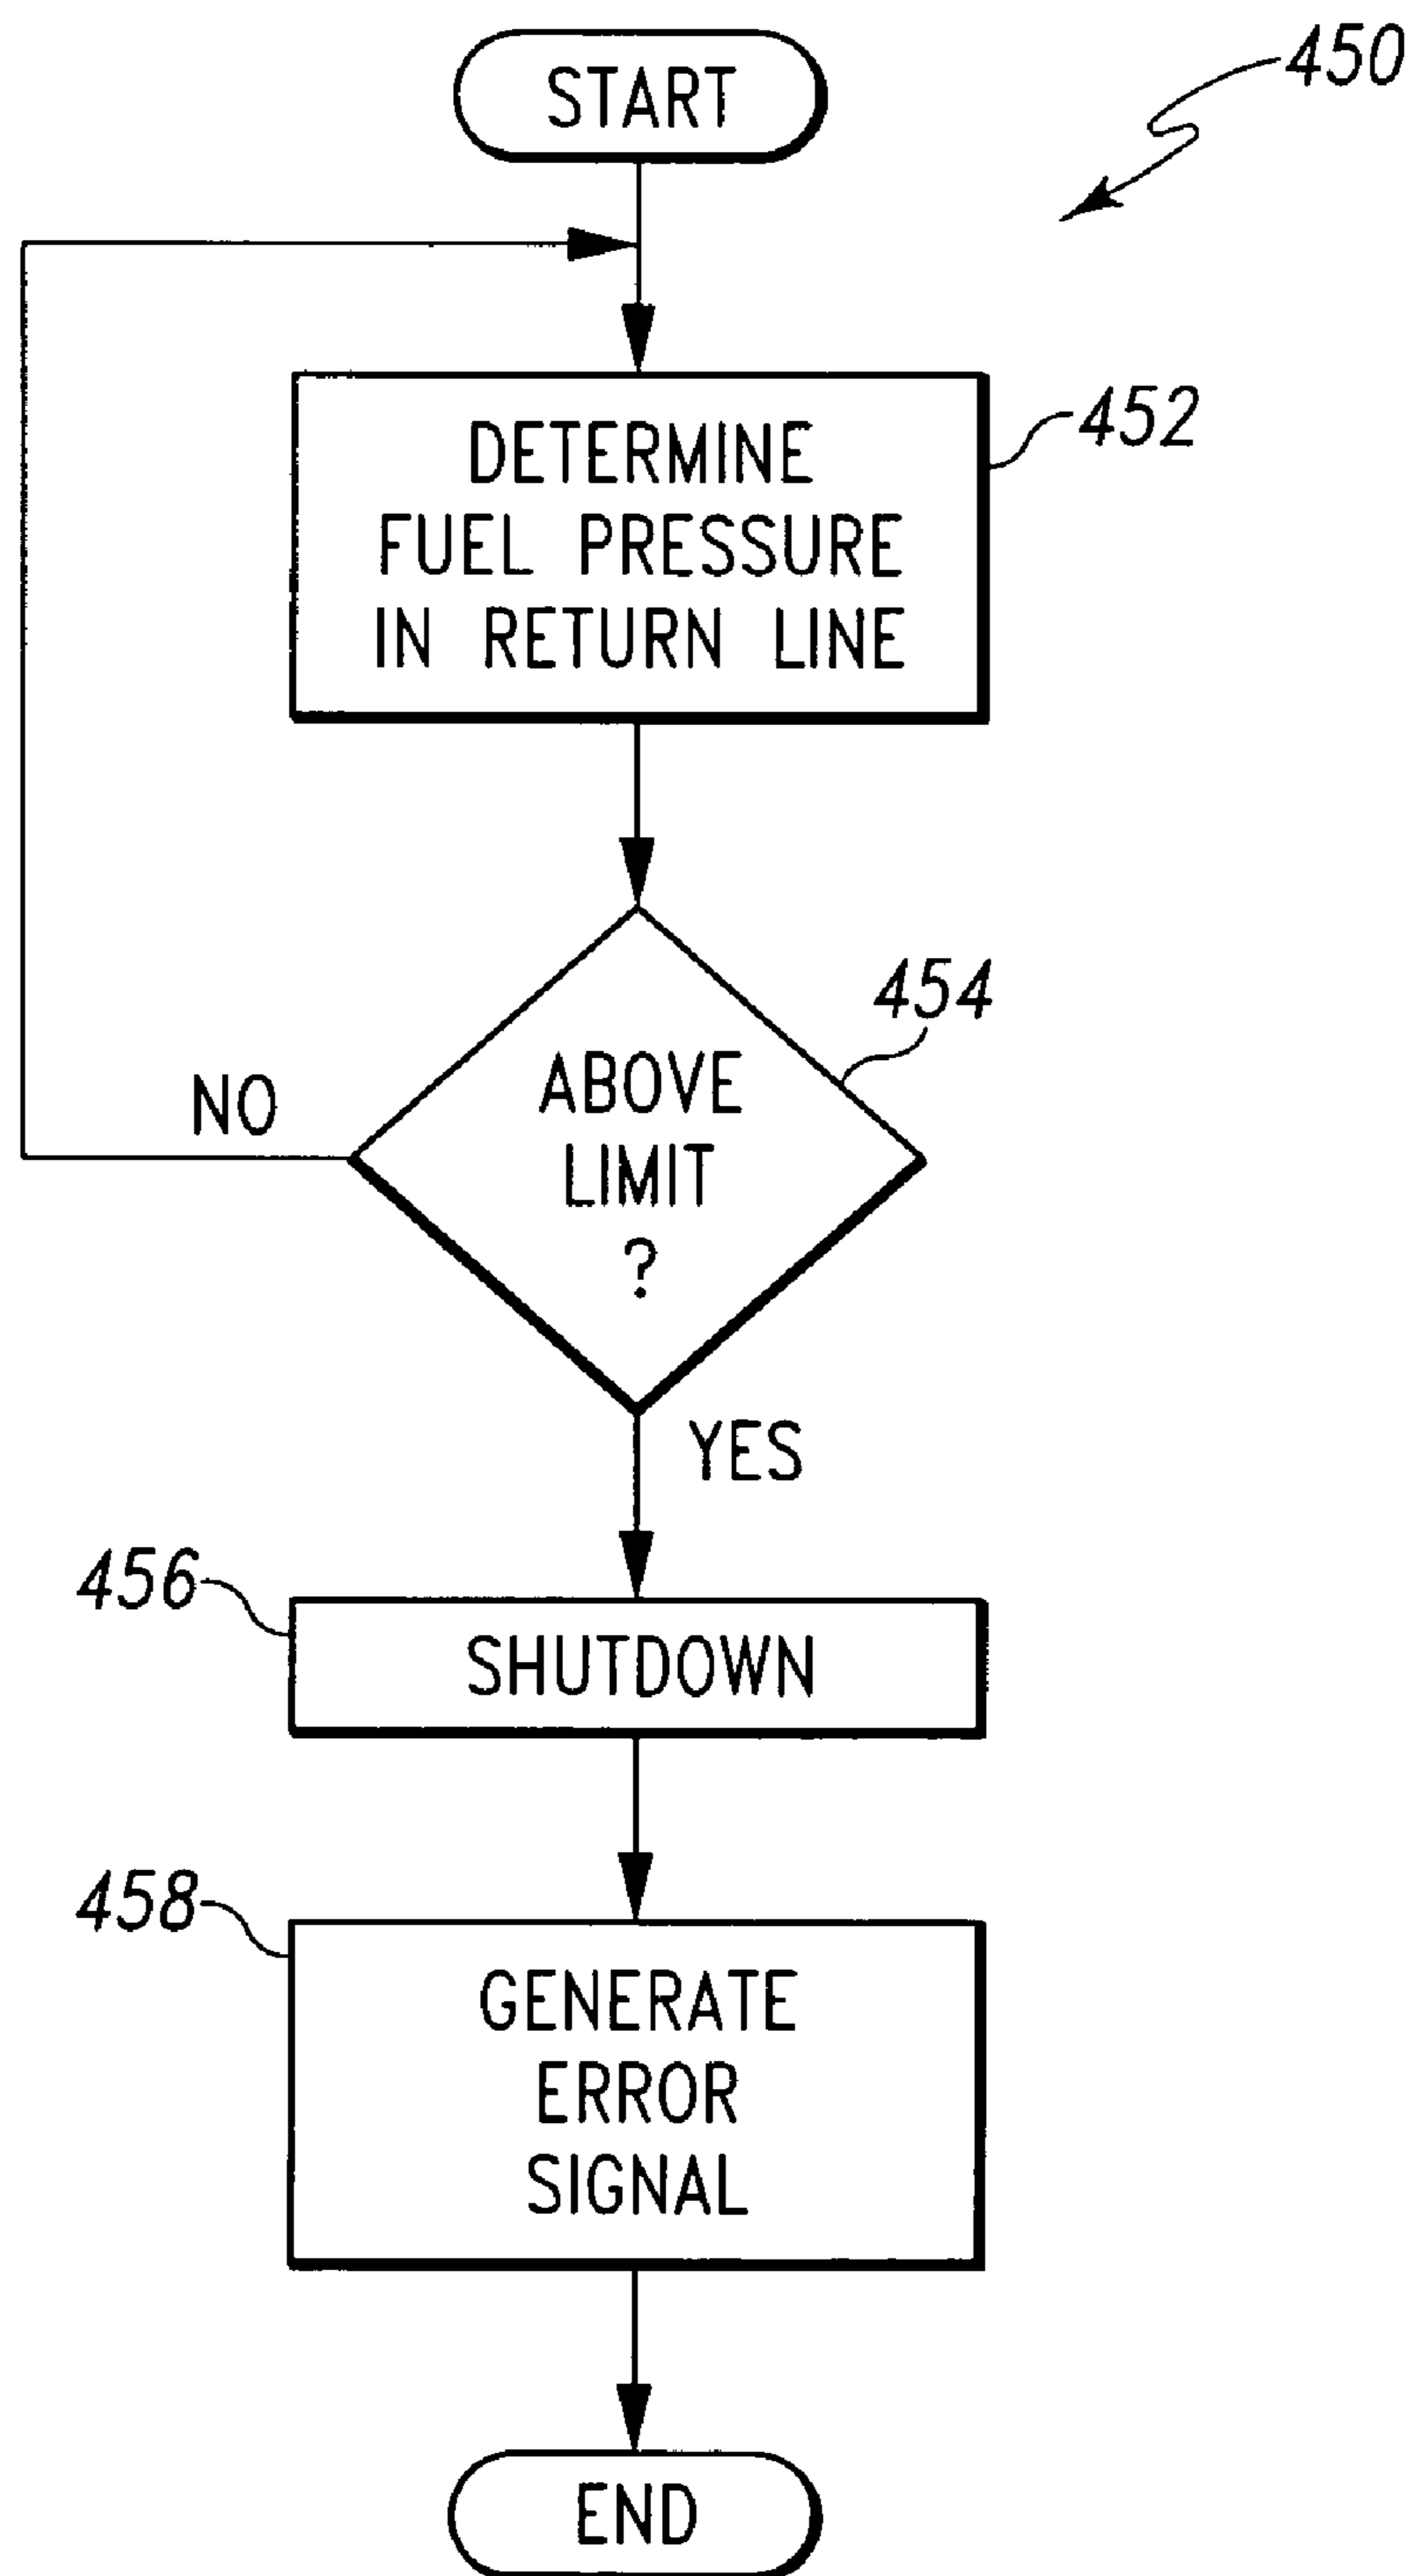 START
450
DETERMINE
FUEL PRESSURE
IN RETURN LINE
452
454
ABOVE
LIMIT
?
NO
YES
456
SHUTDOWN
458
GENERATE
ERROR
SIGNAL
END